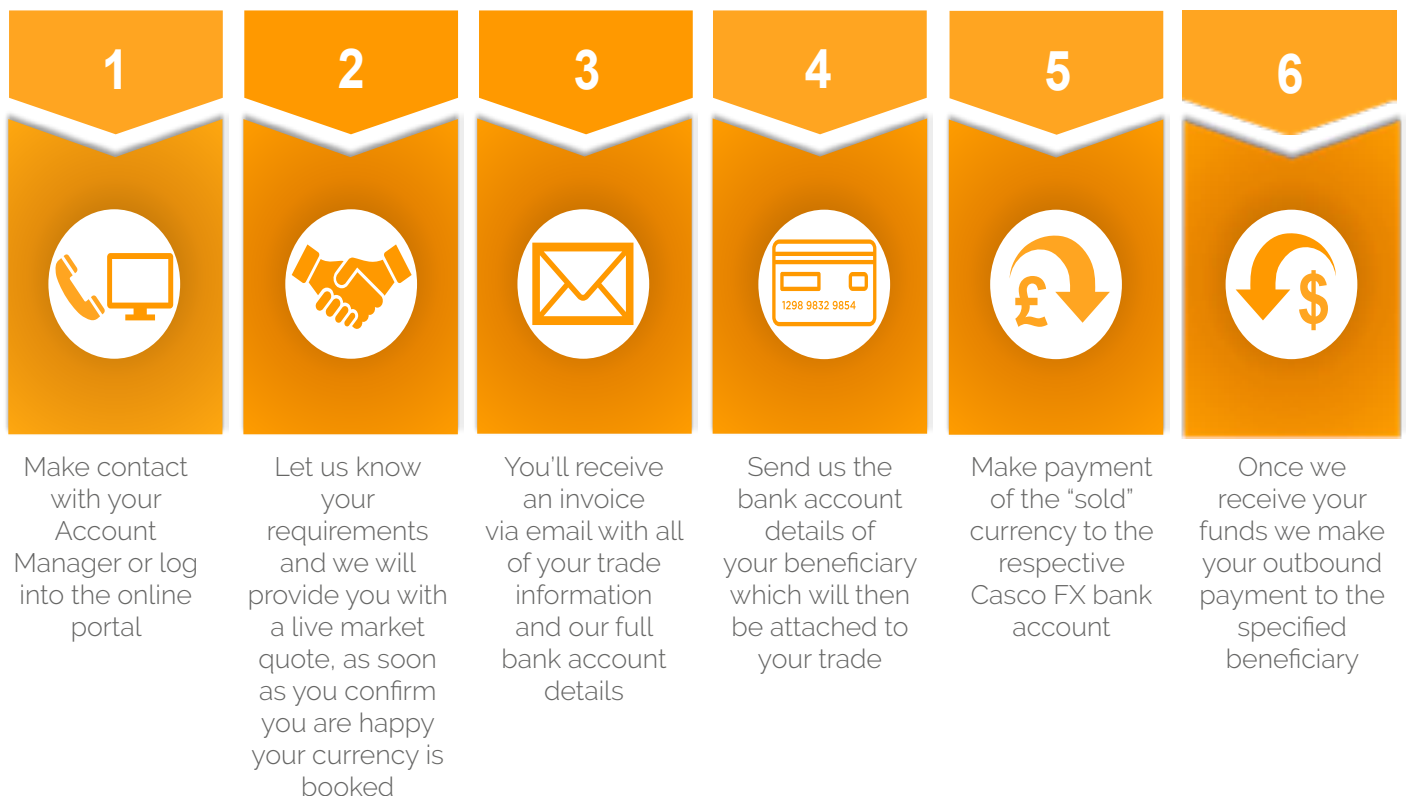 1
Make contact
with your
Account
Manager or log
into the online
portal
2
Let us know
your
requirements
and we will
provide you with
a live market
quote, as soon
as you confirm
you are happy
your currency is
booked
3
You’ll receive
an invoice
via email with all
of your trade
information
and our full
bank account
details
4
1298 9832 9854
Send us the
bank account
details of
your beneficiary
which will then
be attached to
your trade
5
£
Make payment
of the “sold”
currency to the
respective
Casco FX bank
account
6
$
Once we
receive your
funds we make
your outbound
payment to the
specified
beneficiary